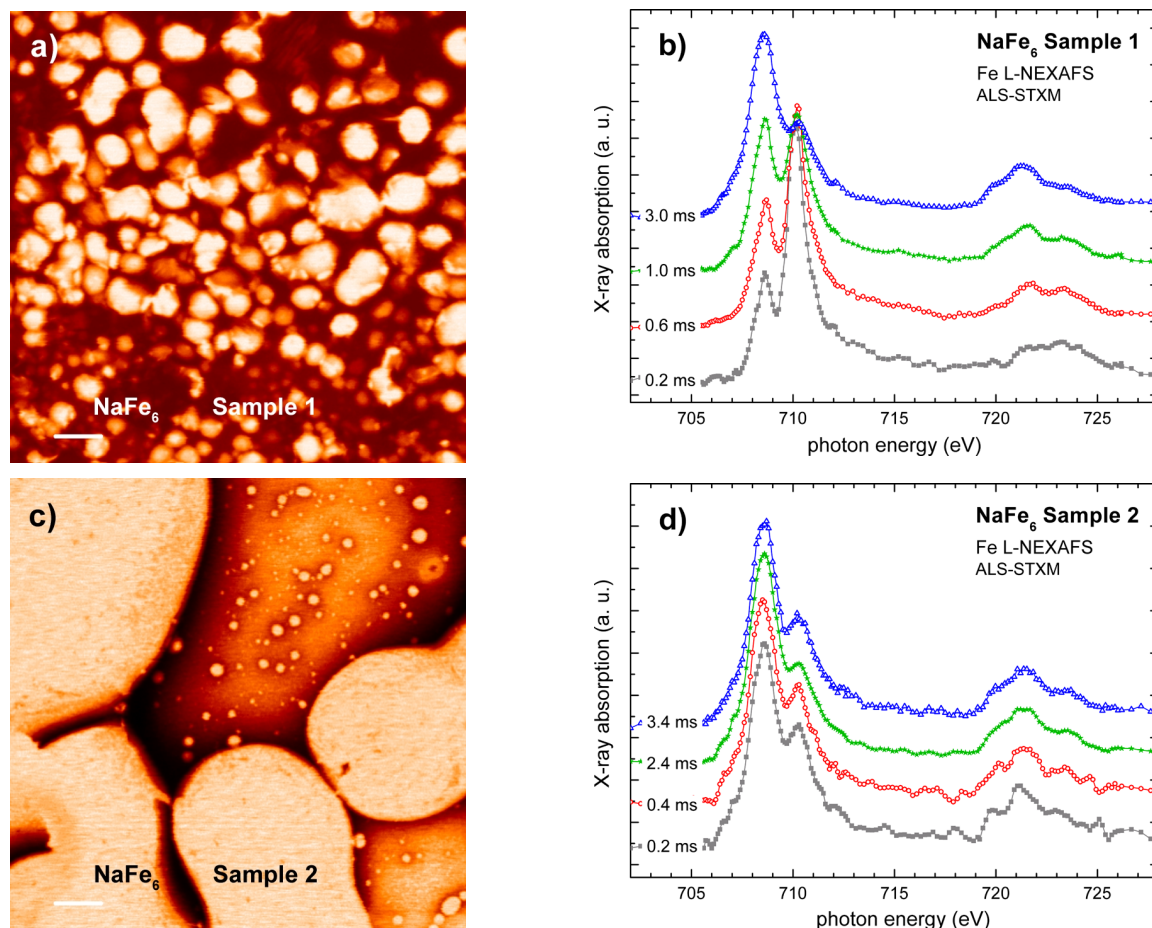 a)
NaFe6 Sample 1
b)
NaFe6 Sample 1
Fe L-NEXAFS
ALS-STXM
X-ray absorption (a. u.)
3.0 ms
1.0 ms
0.6 ms
0.2 ms
705 710 715 720 725
photon energy (eV)
c)
NaFe6 Sample 2
d)
NaFe6 Sample 2
Fe L-NEXAFS
ALS-STXM
X-ray absorption (a. u.)
3.4 ms
2.4 ms
0.4 ms
0.2 ms
705 710 715 720 725
photon energy (eV)